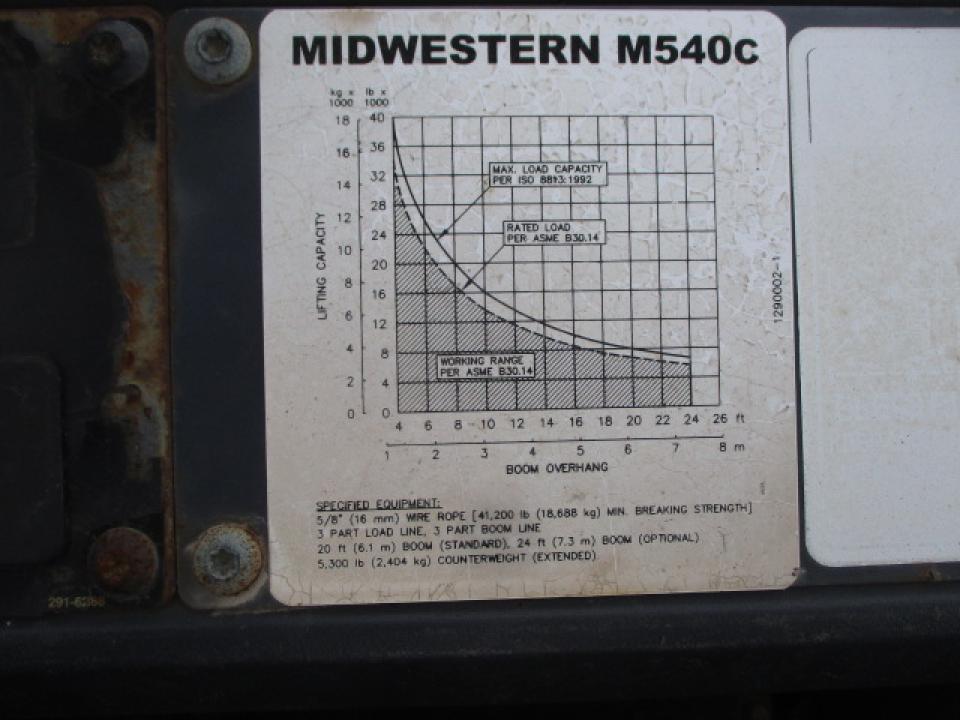 MIDWESTERN M540C
kg x lb x
1000 1000
18 40
36
16
32
14
28
12
24
10
20
8
16
6
12
4
8
2
4
0 0
LIFTING CAPACITY
MAX. LOAD CAPACITY
PER ISO 8813:1992
RATED LOAD
PER ASME B30.14
WORKING RANGE
PER ASME B30.14
4 6 8 10 12 14 16 18 20 22 24 26 ft
1 2 3 4 5 6 7 8 m
BOOM OVERHANG
1290002-1
SPECIFIED EQUIPMENT:
5/8" (16 mm) WIRE ROPE [41,200 lb (18,688 kg) MIN. BREAKING STRENGTH]
3 PART LOAD LINE, 3 PART BOOM LINE
20 ft (6.1 m) BOOM (STANDARD), 24 ft (7.3 m) BOOM (OPTIONAL)
5,300 lb (2,404 kg) COUNTERWEIGHT (EXTENDED)